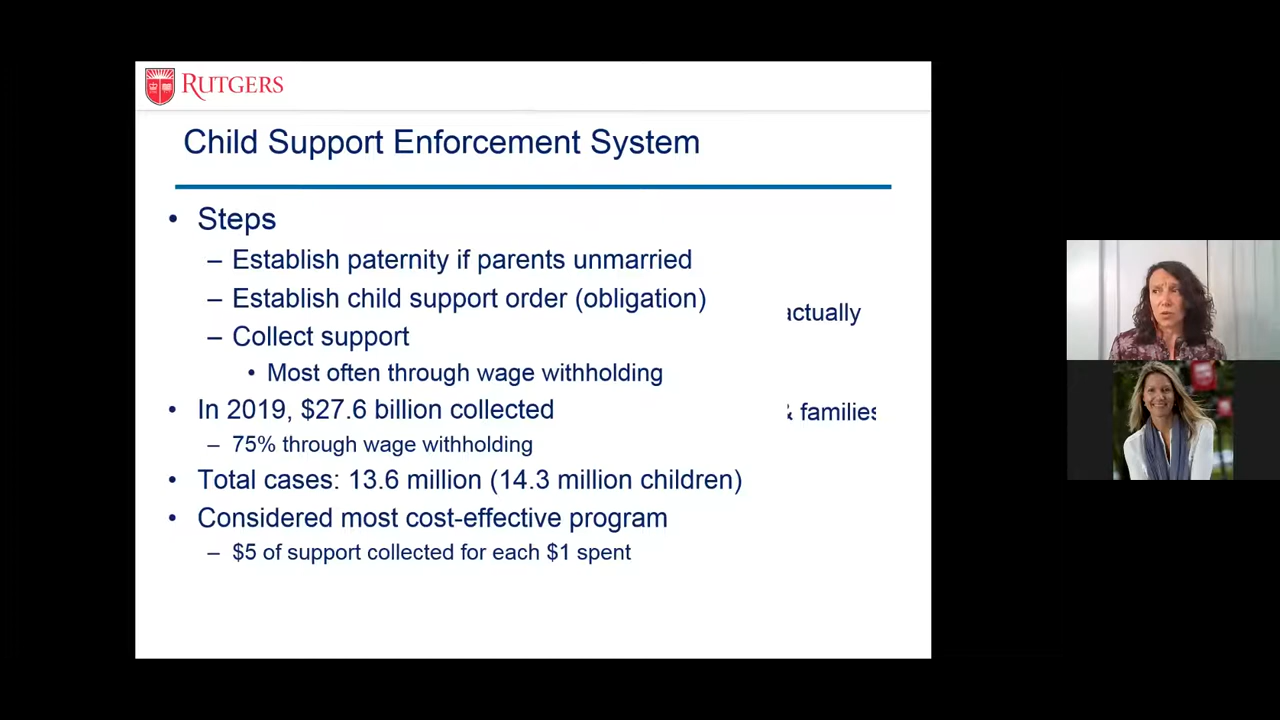 RUTGERS
Child Support Enforcement System
• Steps
– Establish paternity if parents unmarried
– Establish child support order (obligation)
actually
– Collect support
• Most often through wage withholding
• In 2019, $27.6 billion collected
& families
– 75% through wage withholding
• Total cases: 13.6 million (14.3 million children)
• Considered most cost-effective program
– $5 of support collected for each $1 spent